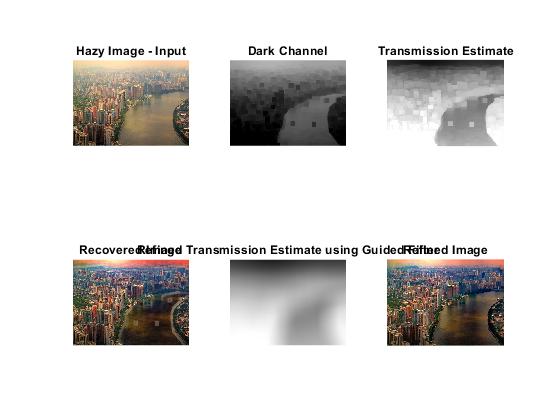 Hazy Image - Input
Dark Channel
Transmission Estimate
Recovered Image
Refined Transmission Estimate using Guided Filter
Refined Image